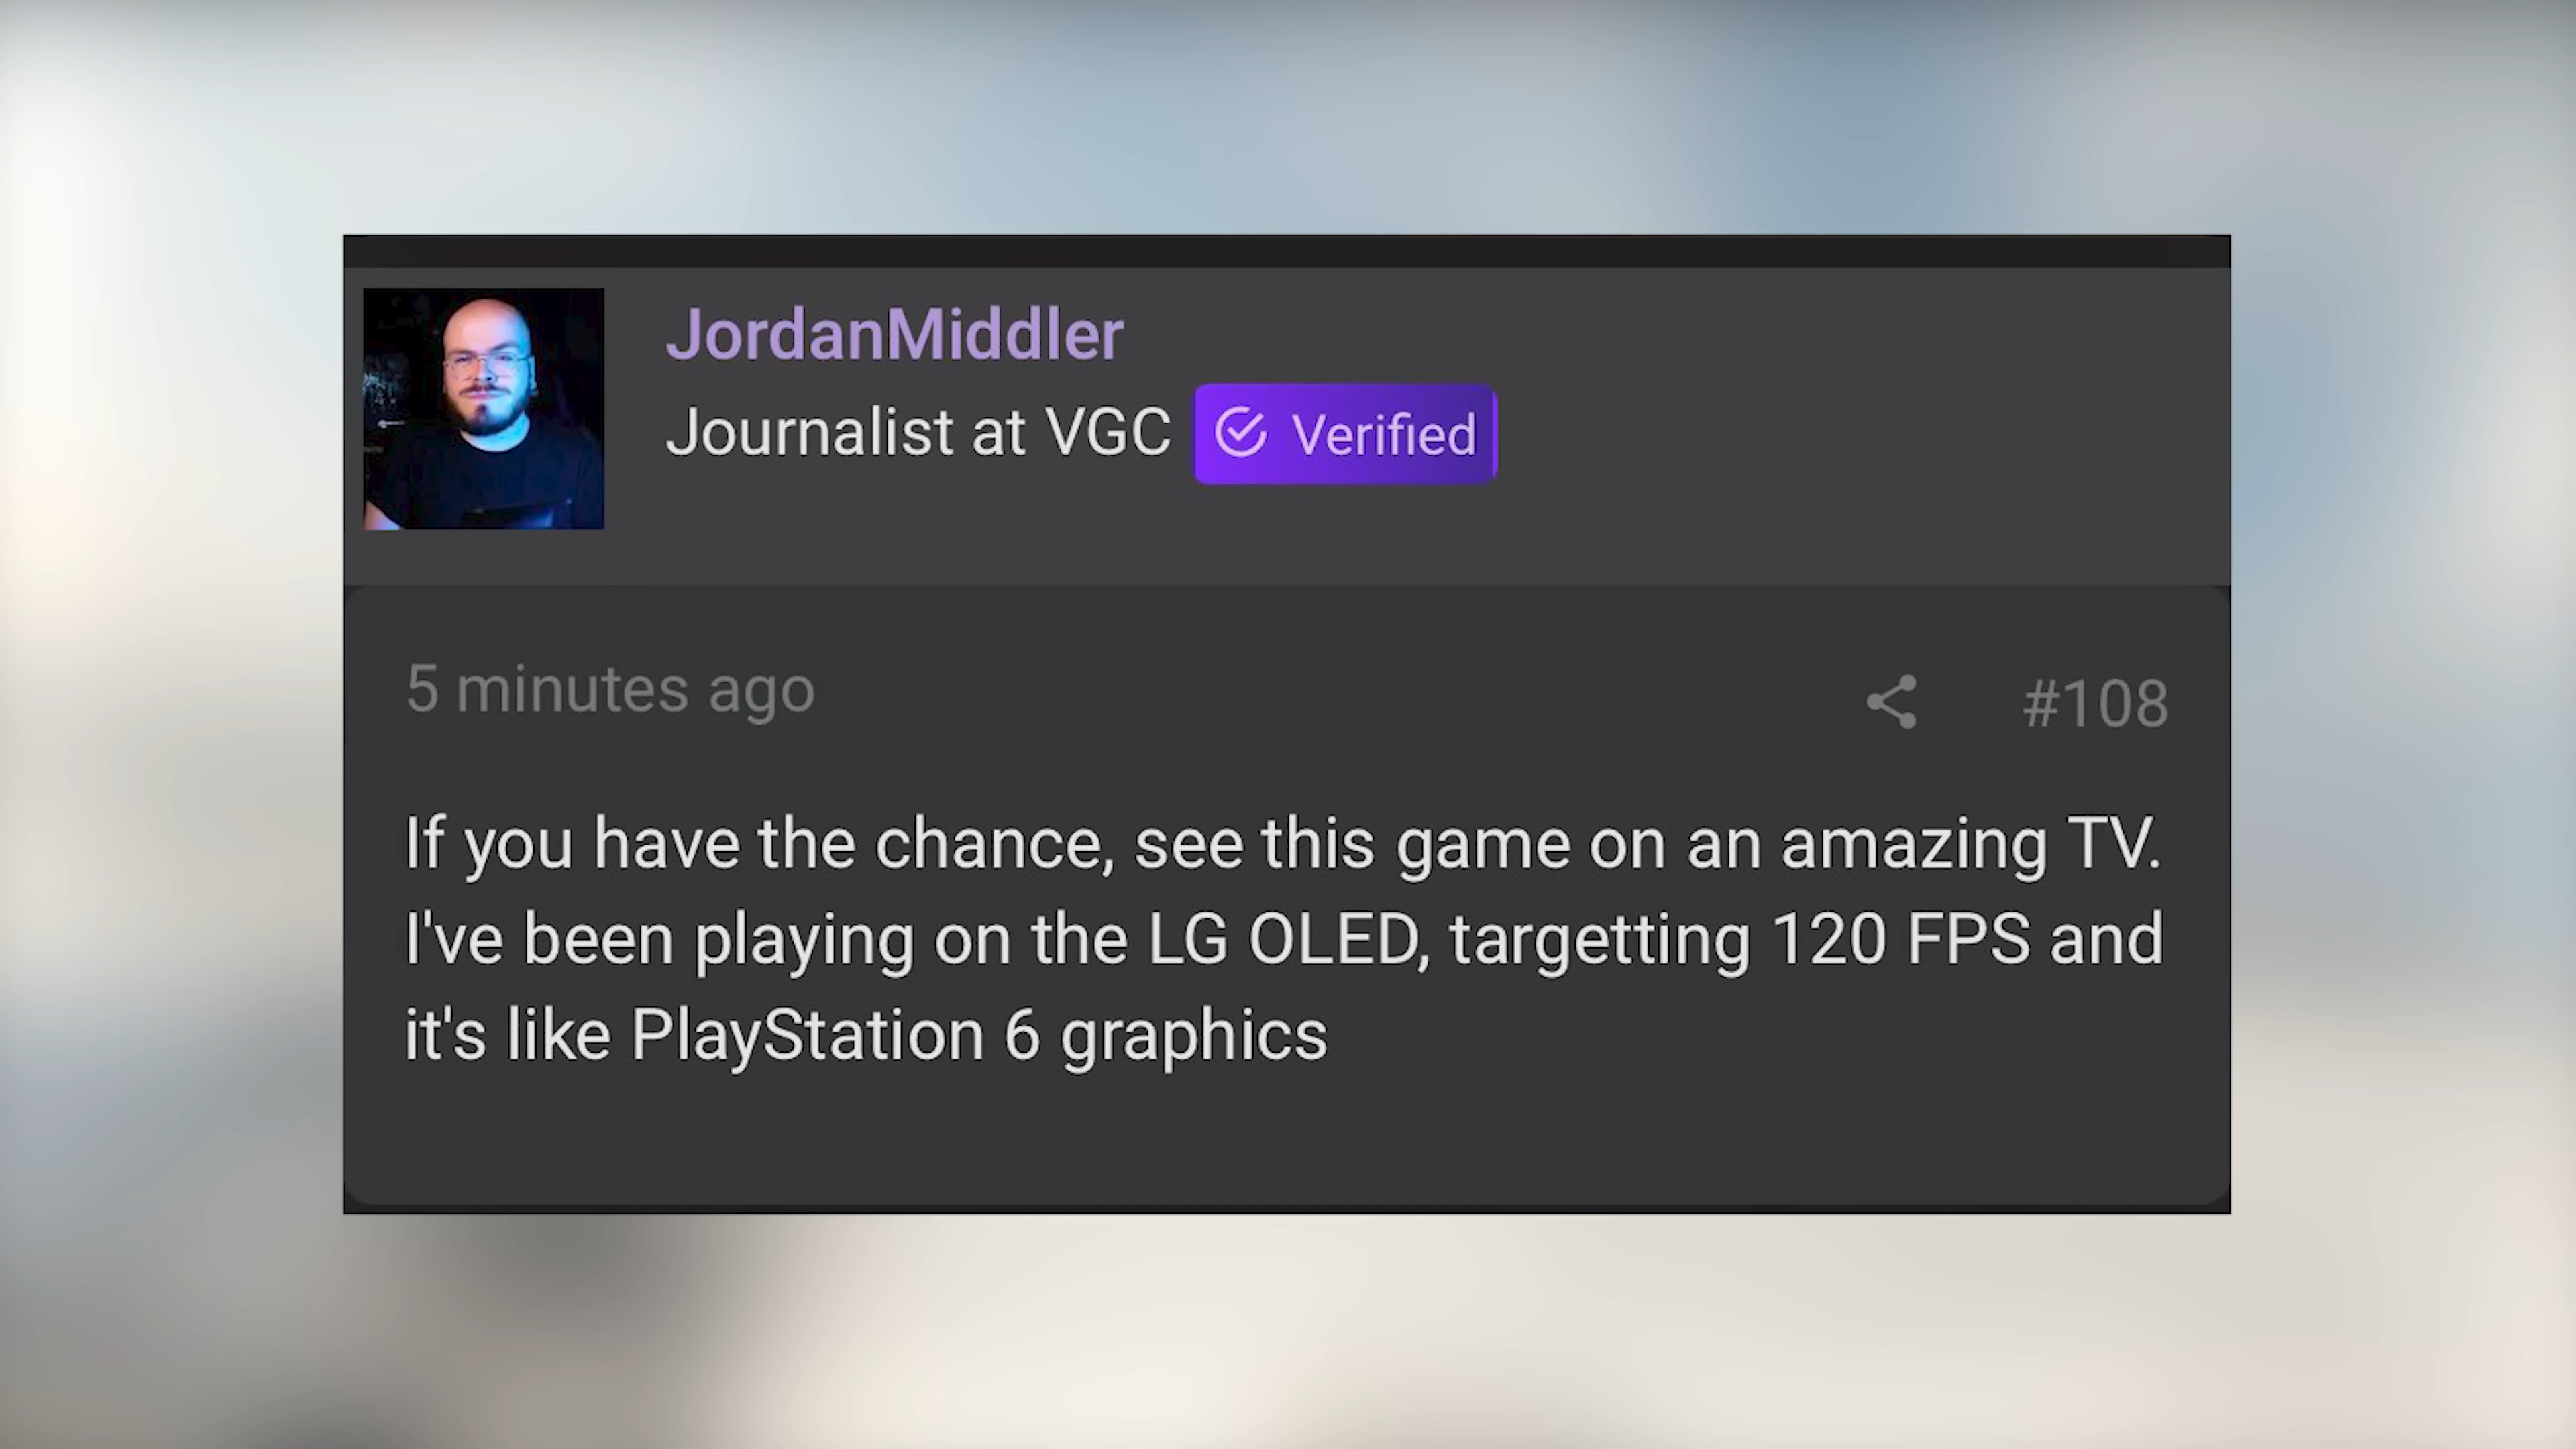 JordanMiddler
Journalist at VGC Verified
5 minutes ago #108
If you have the chance, see this game on an amazing TV.
I've been playing on the LG OLED, targetting 120 FPS and
it's like PlayStation 6 graphics